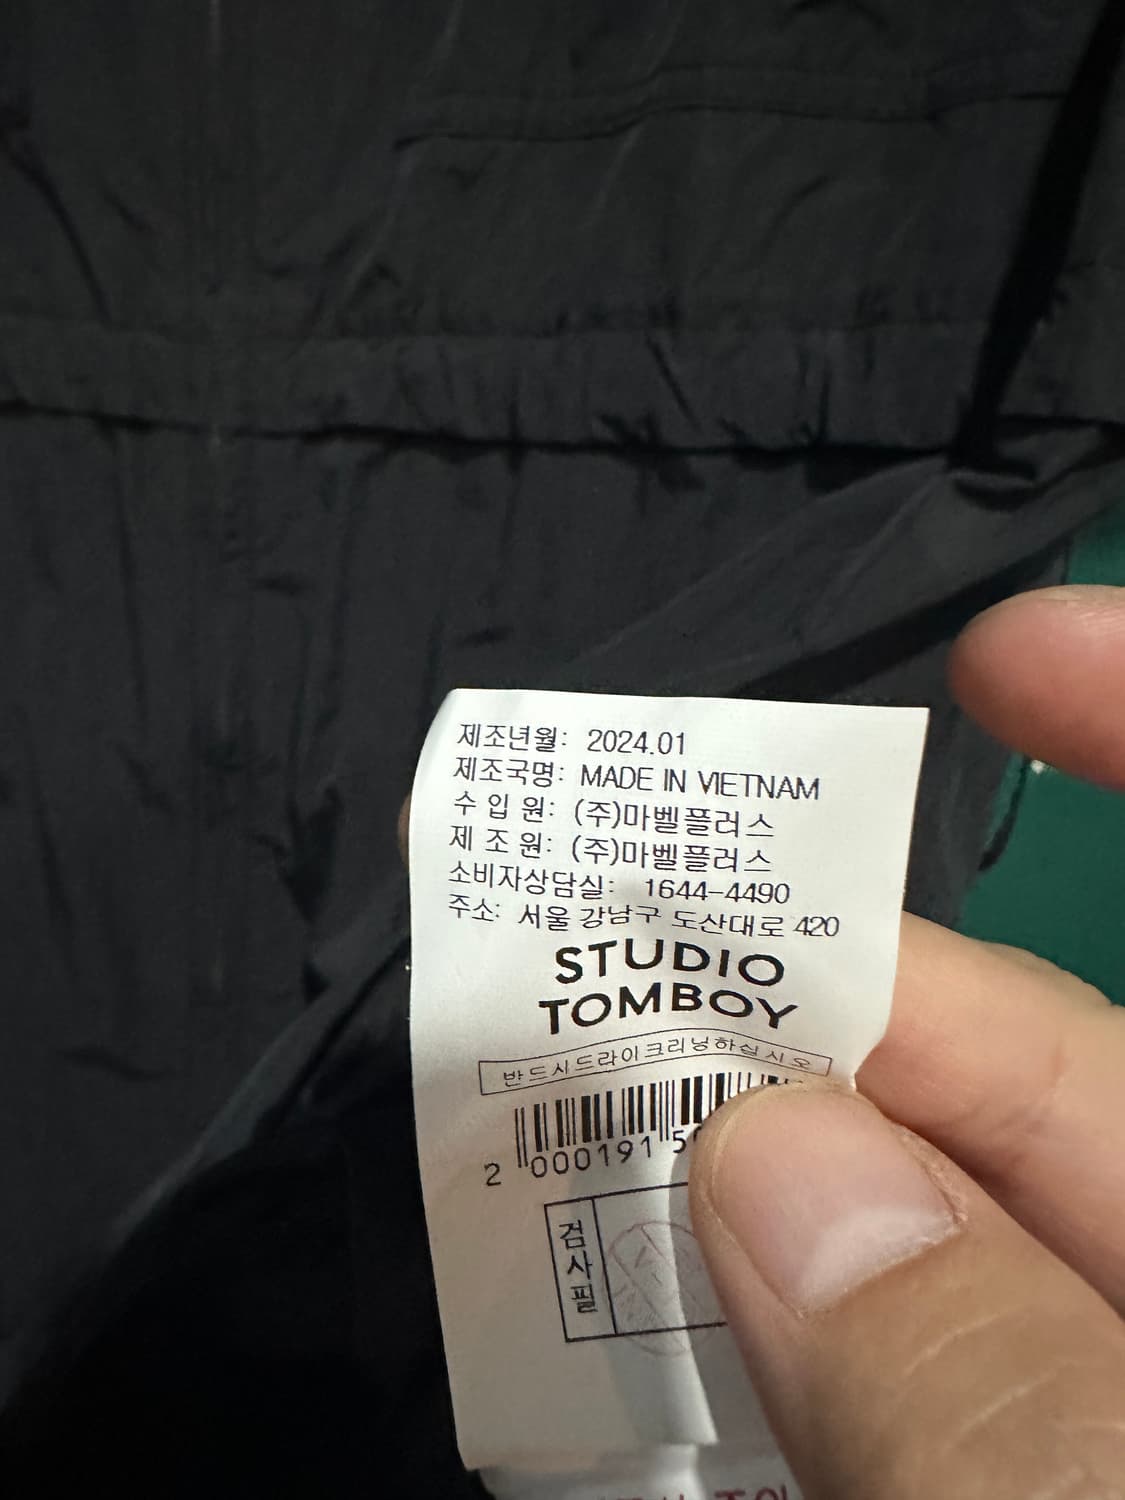 제조년월: 2024.01
제조국명: MADE IN VIETNAM
수 입 원: (주)마벨플러스
제 조 원: (주)마벨플러스
소비자상담실: 1644-4490
주소: 서울 강남구 도산대로 420
STUDIO
TOMBOY
반드시드라이크리닝하십시오
2 000191 5
검사필